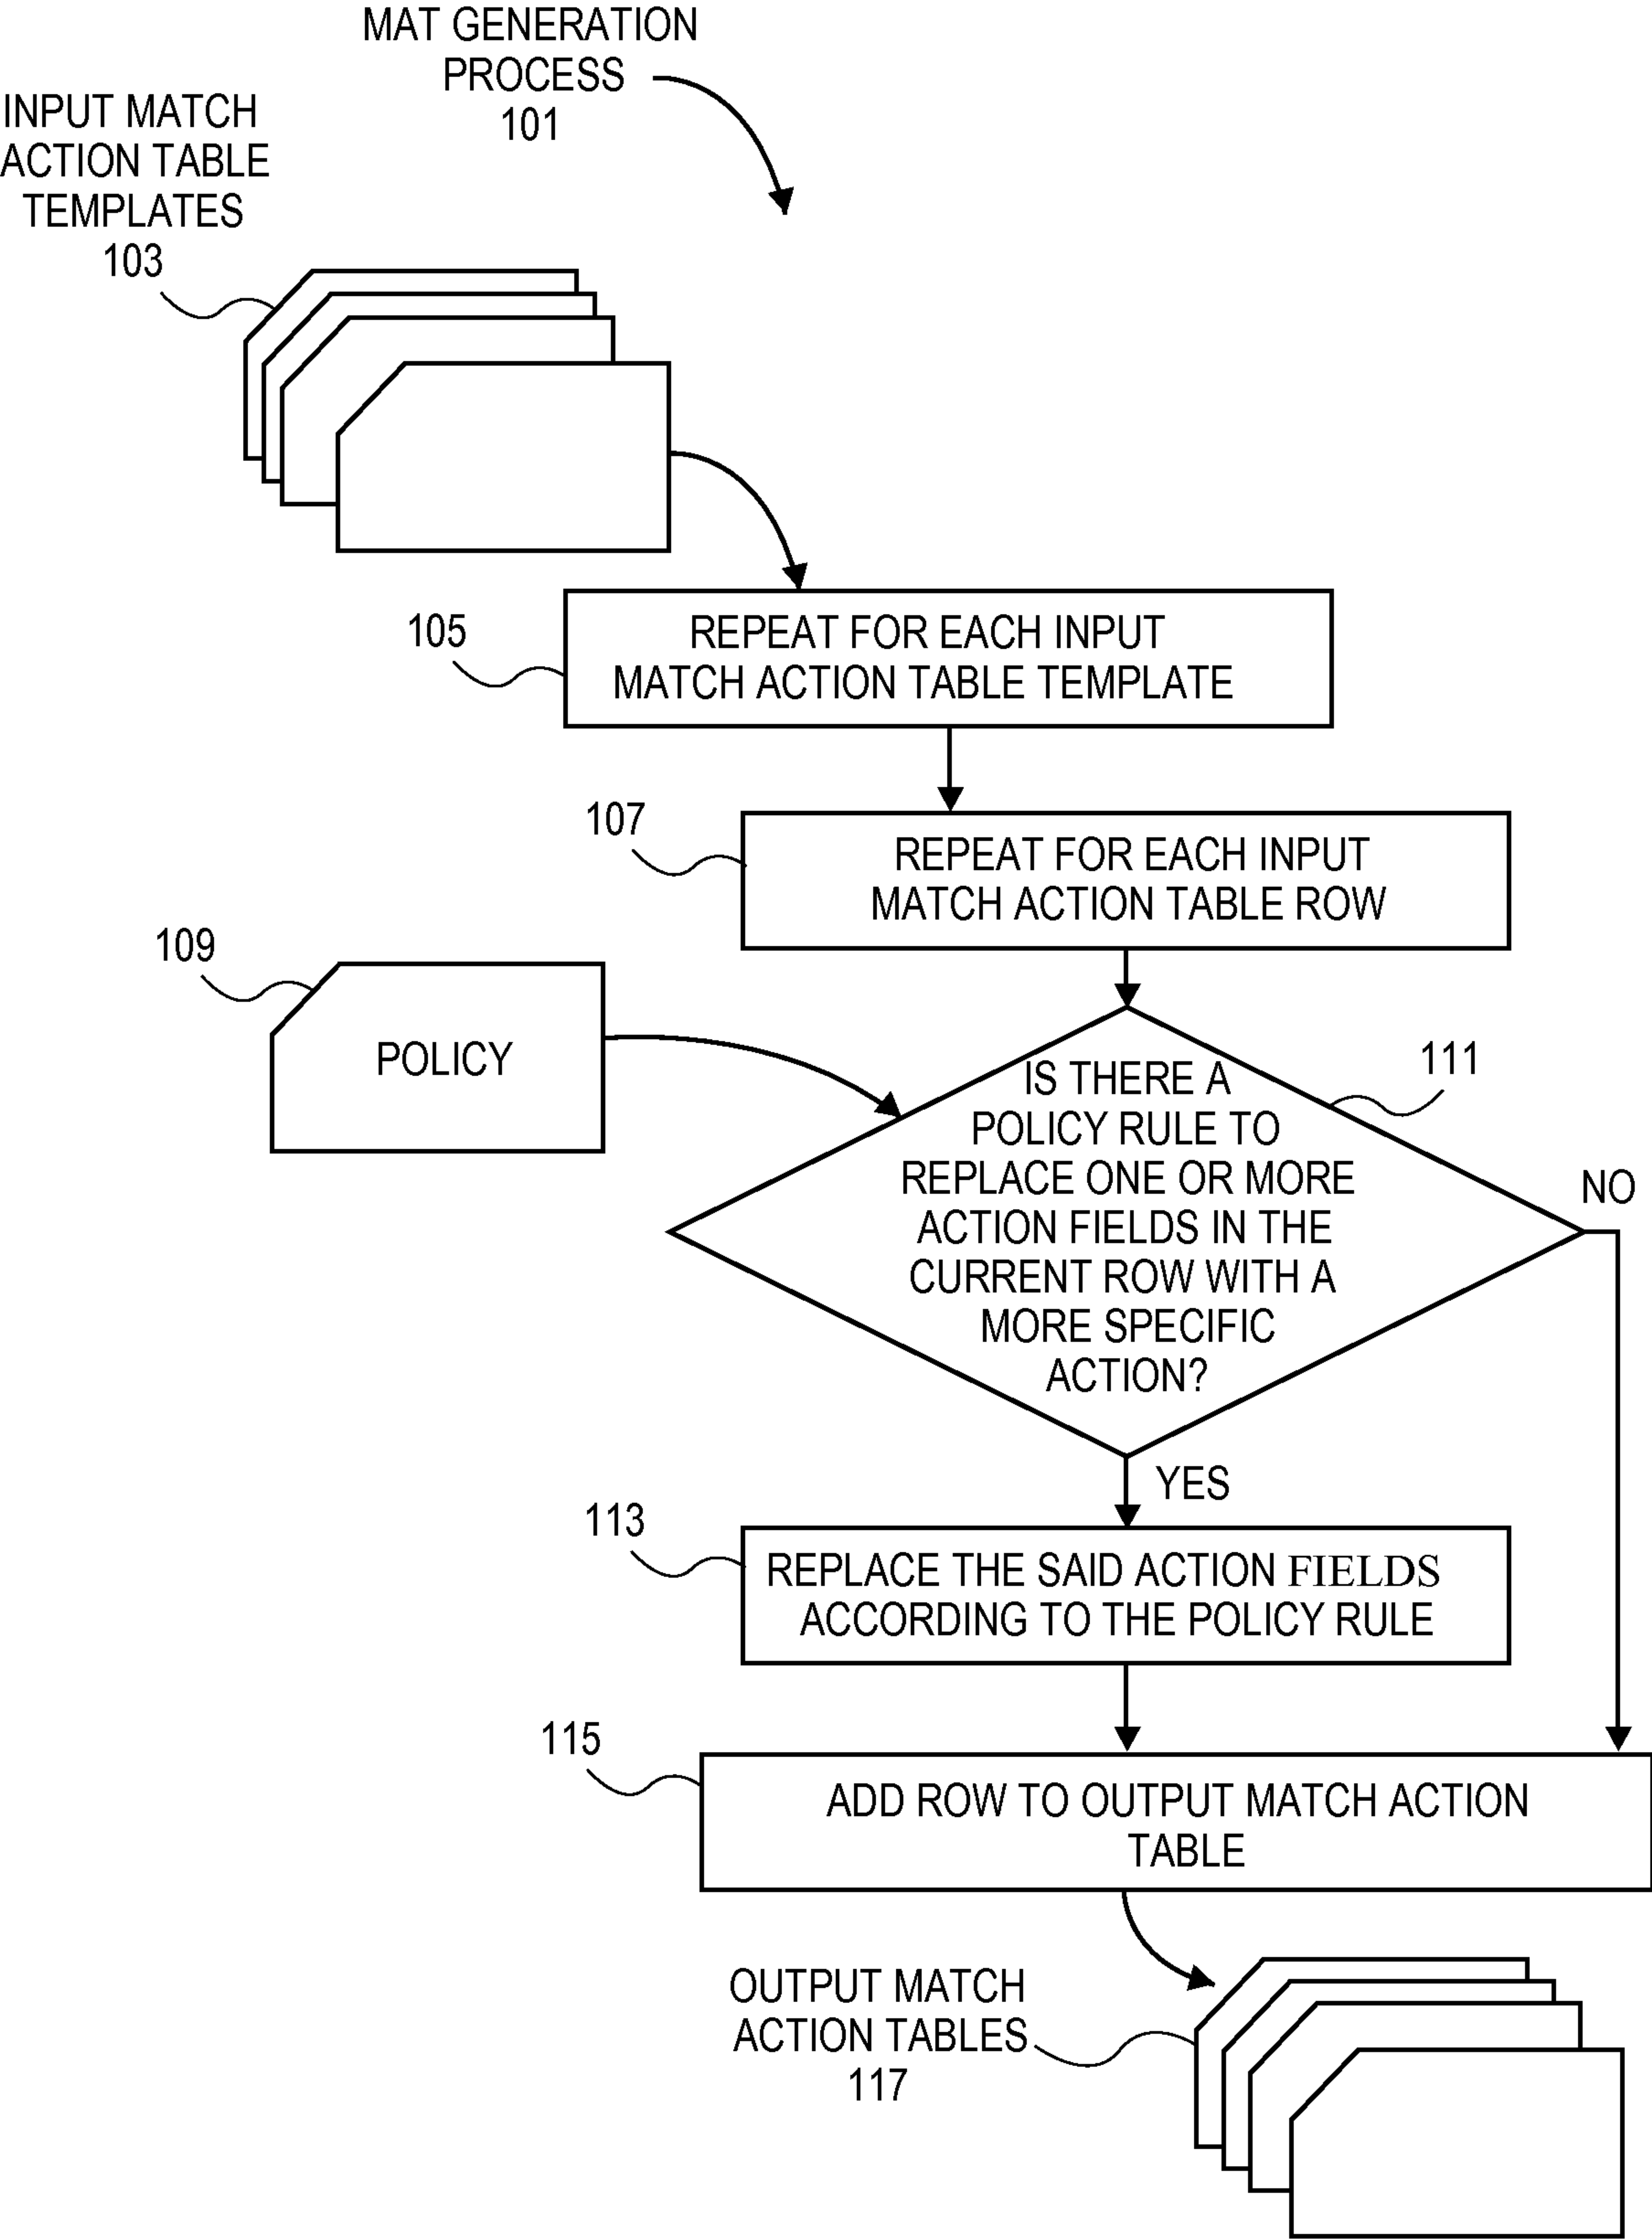 MAT GENERATION
PROCESS
101
INPUT MATCH
ACTION TABLE
TEMPLATES
103
105
REPEAT FOR EACH INPUT
MATCH ACTION TABLE TEMPLATE
107
REPEAT FOR EACH INPUT
MATCH ACTION TABLE ROW
109
POLICY
111
IS THERE A
POLICY RULE TO
REPLACE ONE OR MORE
ACTION FIELDS IN THE
CURRENT ROW WITH A
MORE SPECIFIC
ACTION?
NO
YES
113
REPLACE THE SAID ACTION FIELDS
ACCORDING TO THE POLICY RULE
115
ADD ROW TO OUTPUT MATCH ACTION
TABLE
OUTPUT MATCH
ACTION TABLES
117